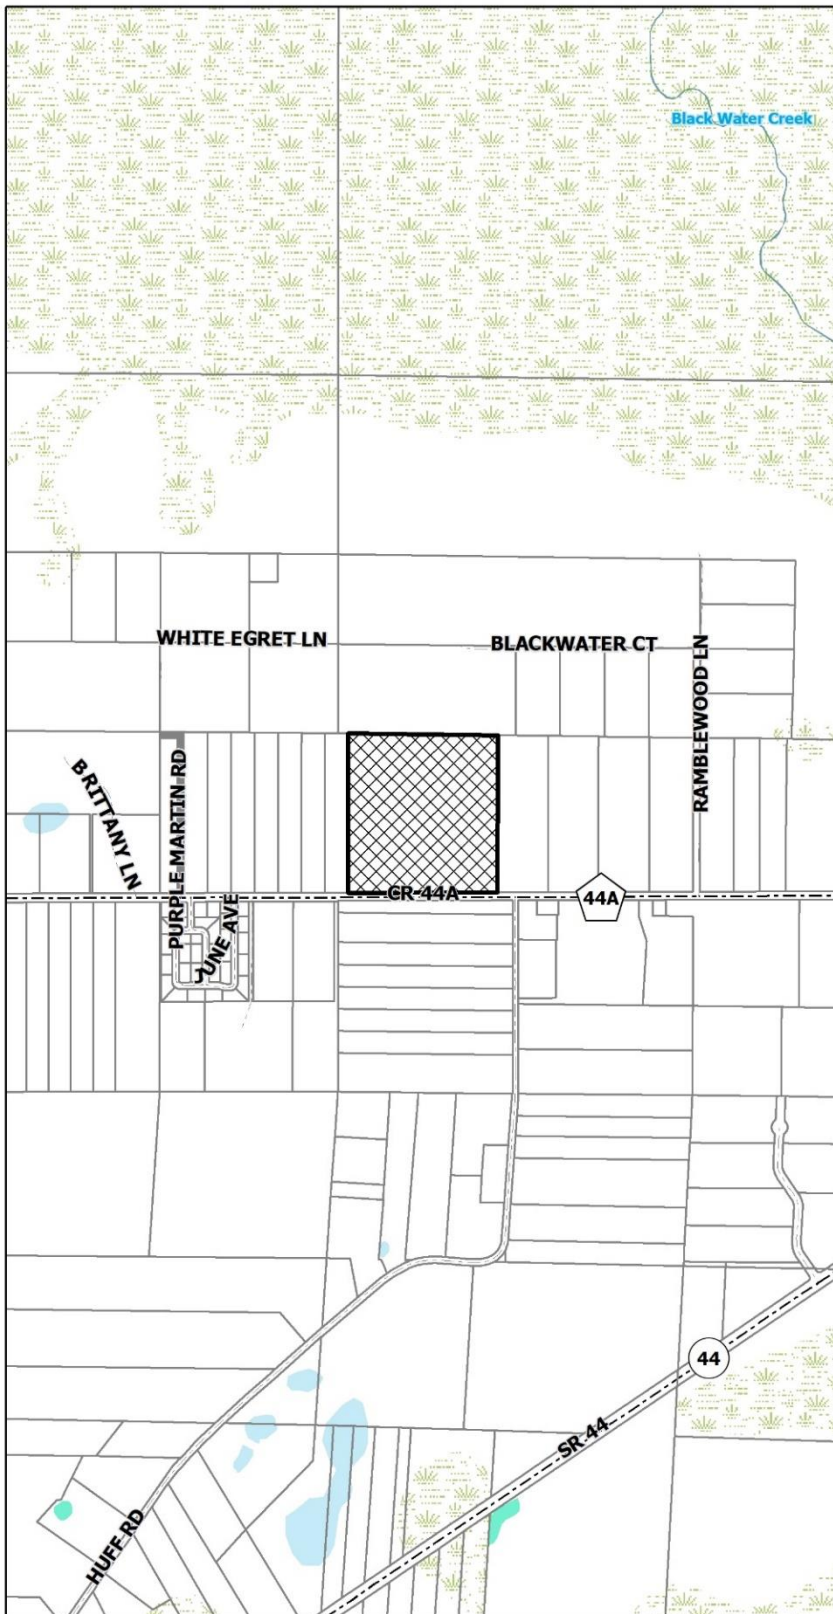 Black Water Creek
WHITE EGRET LN
BLACKWATER CT
RAMBLEWOOD LN
BRITTANY LN
PURPLE MARTIN RD
CR 44A
44A
JUNE AVE
44
SR 44
HUFF RD